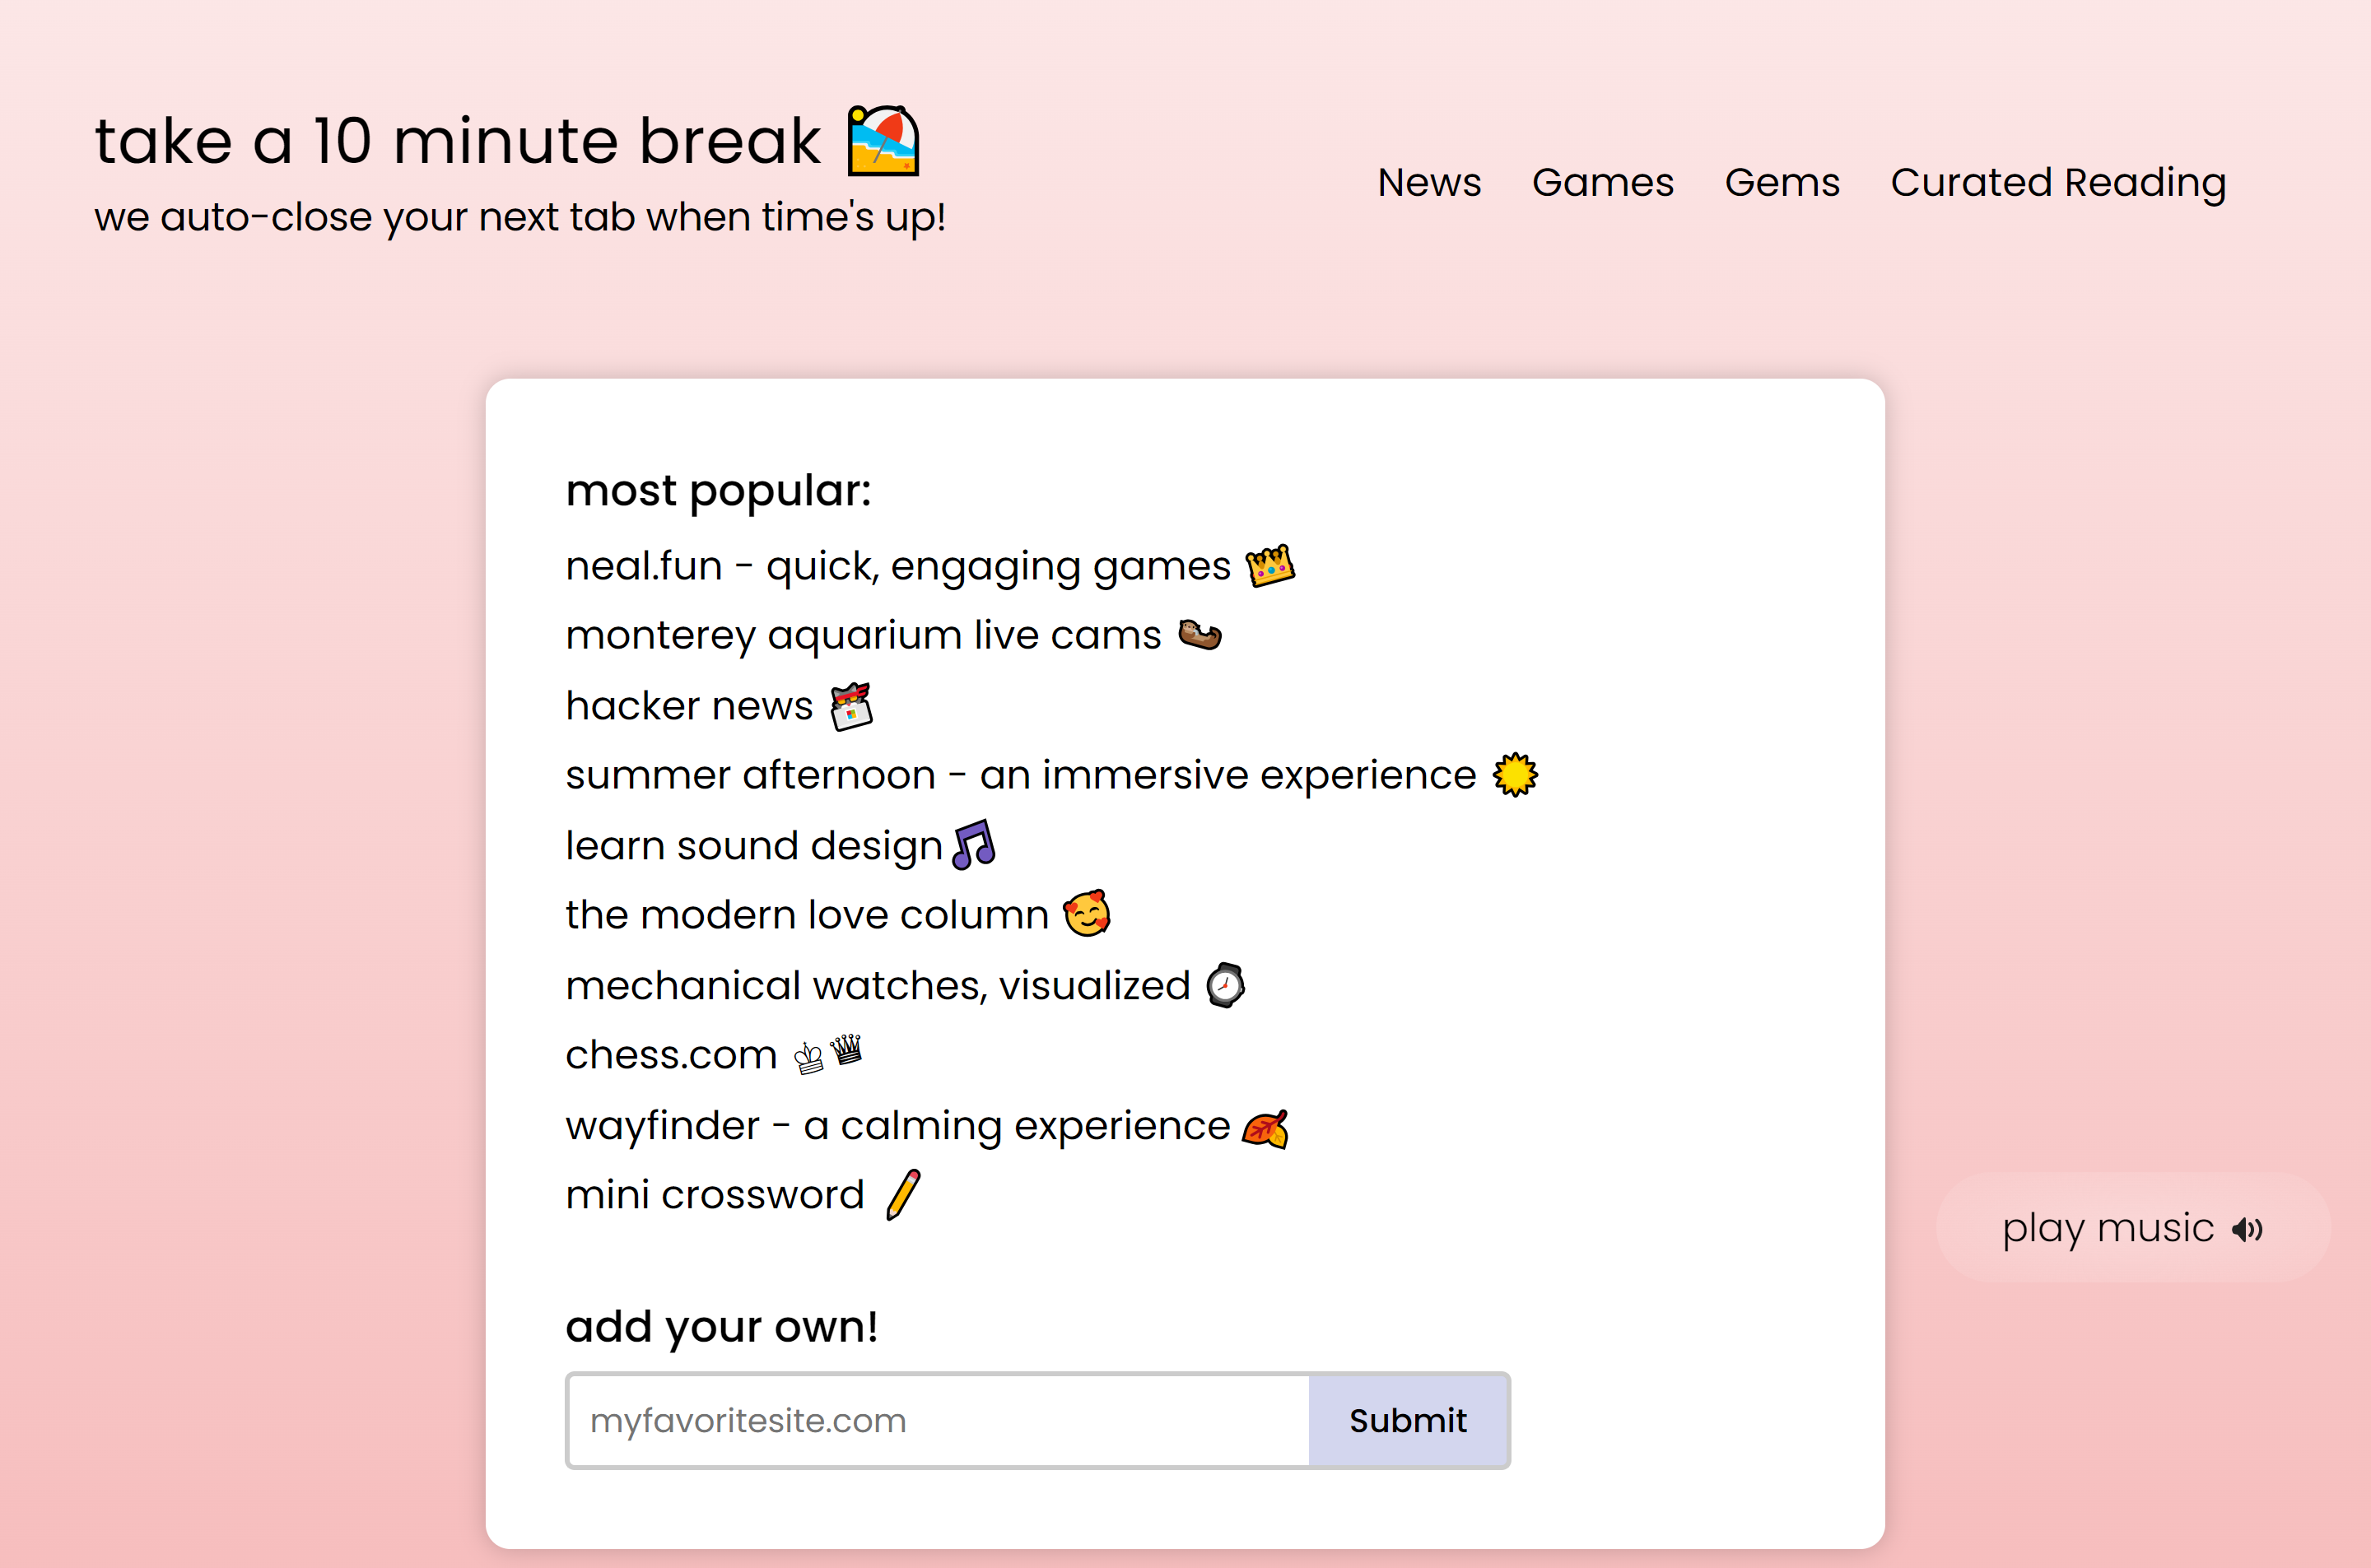 take a 10 minute break 🏖️
we auto-close your next tab when time's up!
News Games Gems Curated Reading
most popular:
neal.fun - quick, engaging games 👑
monterey aquarium live cams 🦦
hacker news 🐱‍💻
summer afternoon - an immersive experience ☀️
learn sound design🎵
the modern love column 🥰
mechanical watches, visualized ⌚
chess.com ♔♛
wayfinder - a calming experience 🍂
mini crossword ✏️
play music 🔊
add your own!
myfavoritesite.com Submit